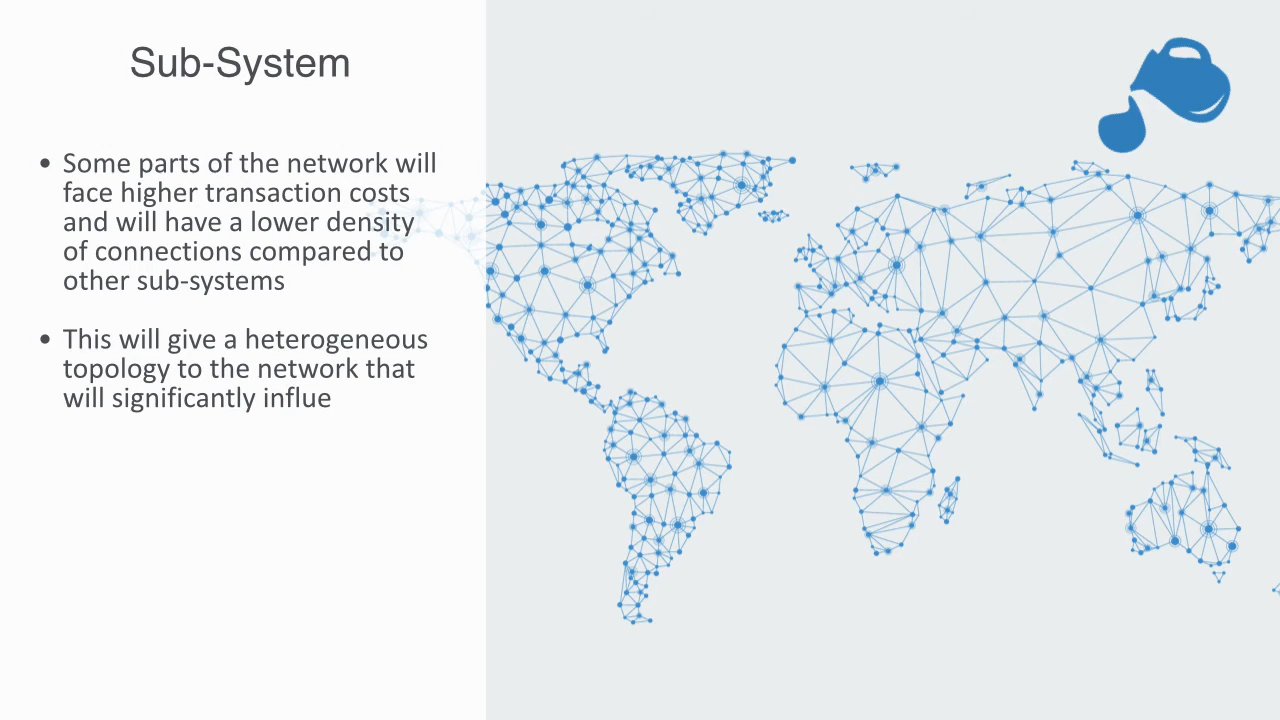 Sub-System
• Some parts of the network will
face higher transaction costs
and will have a lower density
of connections compared to
other sub-systems
• This will give a heterogeneous
topology to the network that
will significantly influe